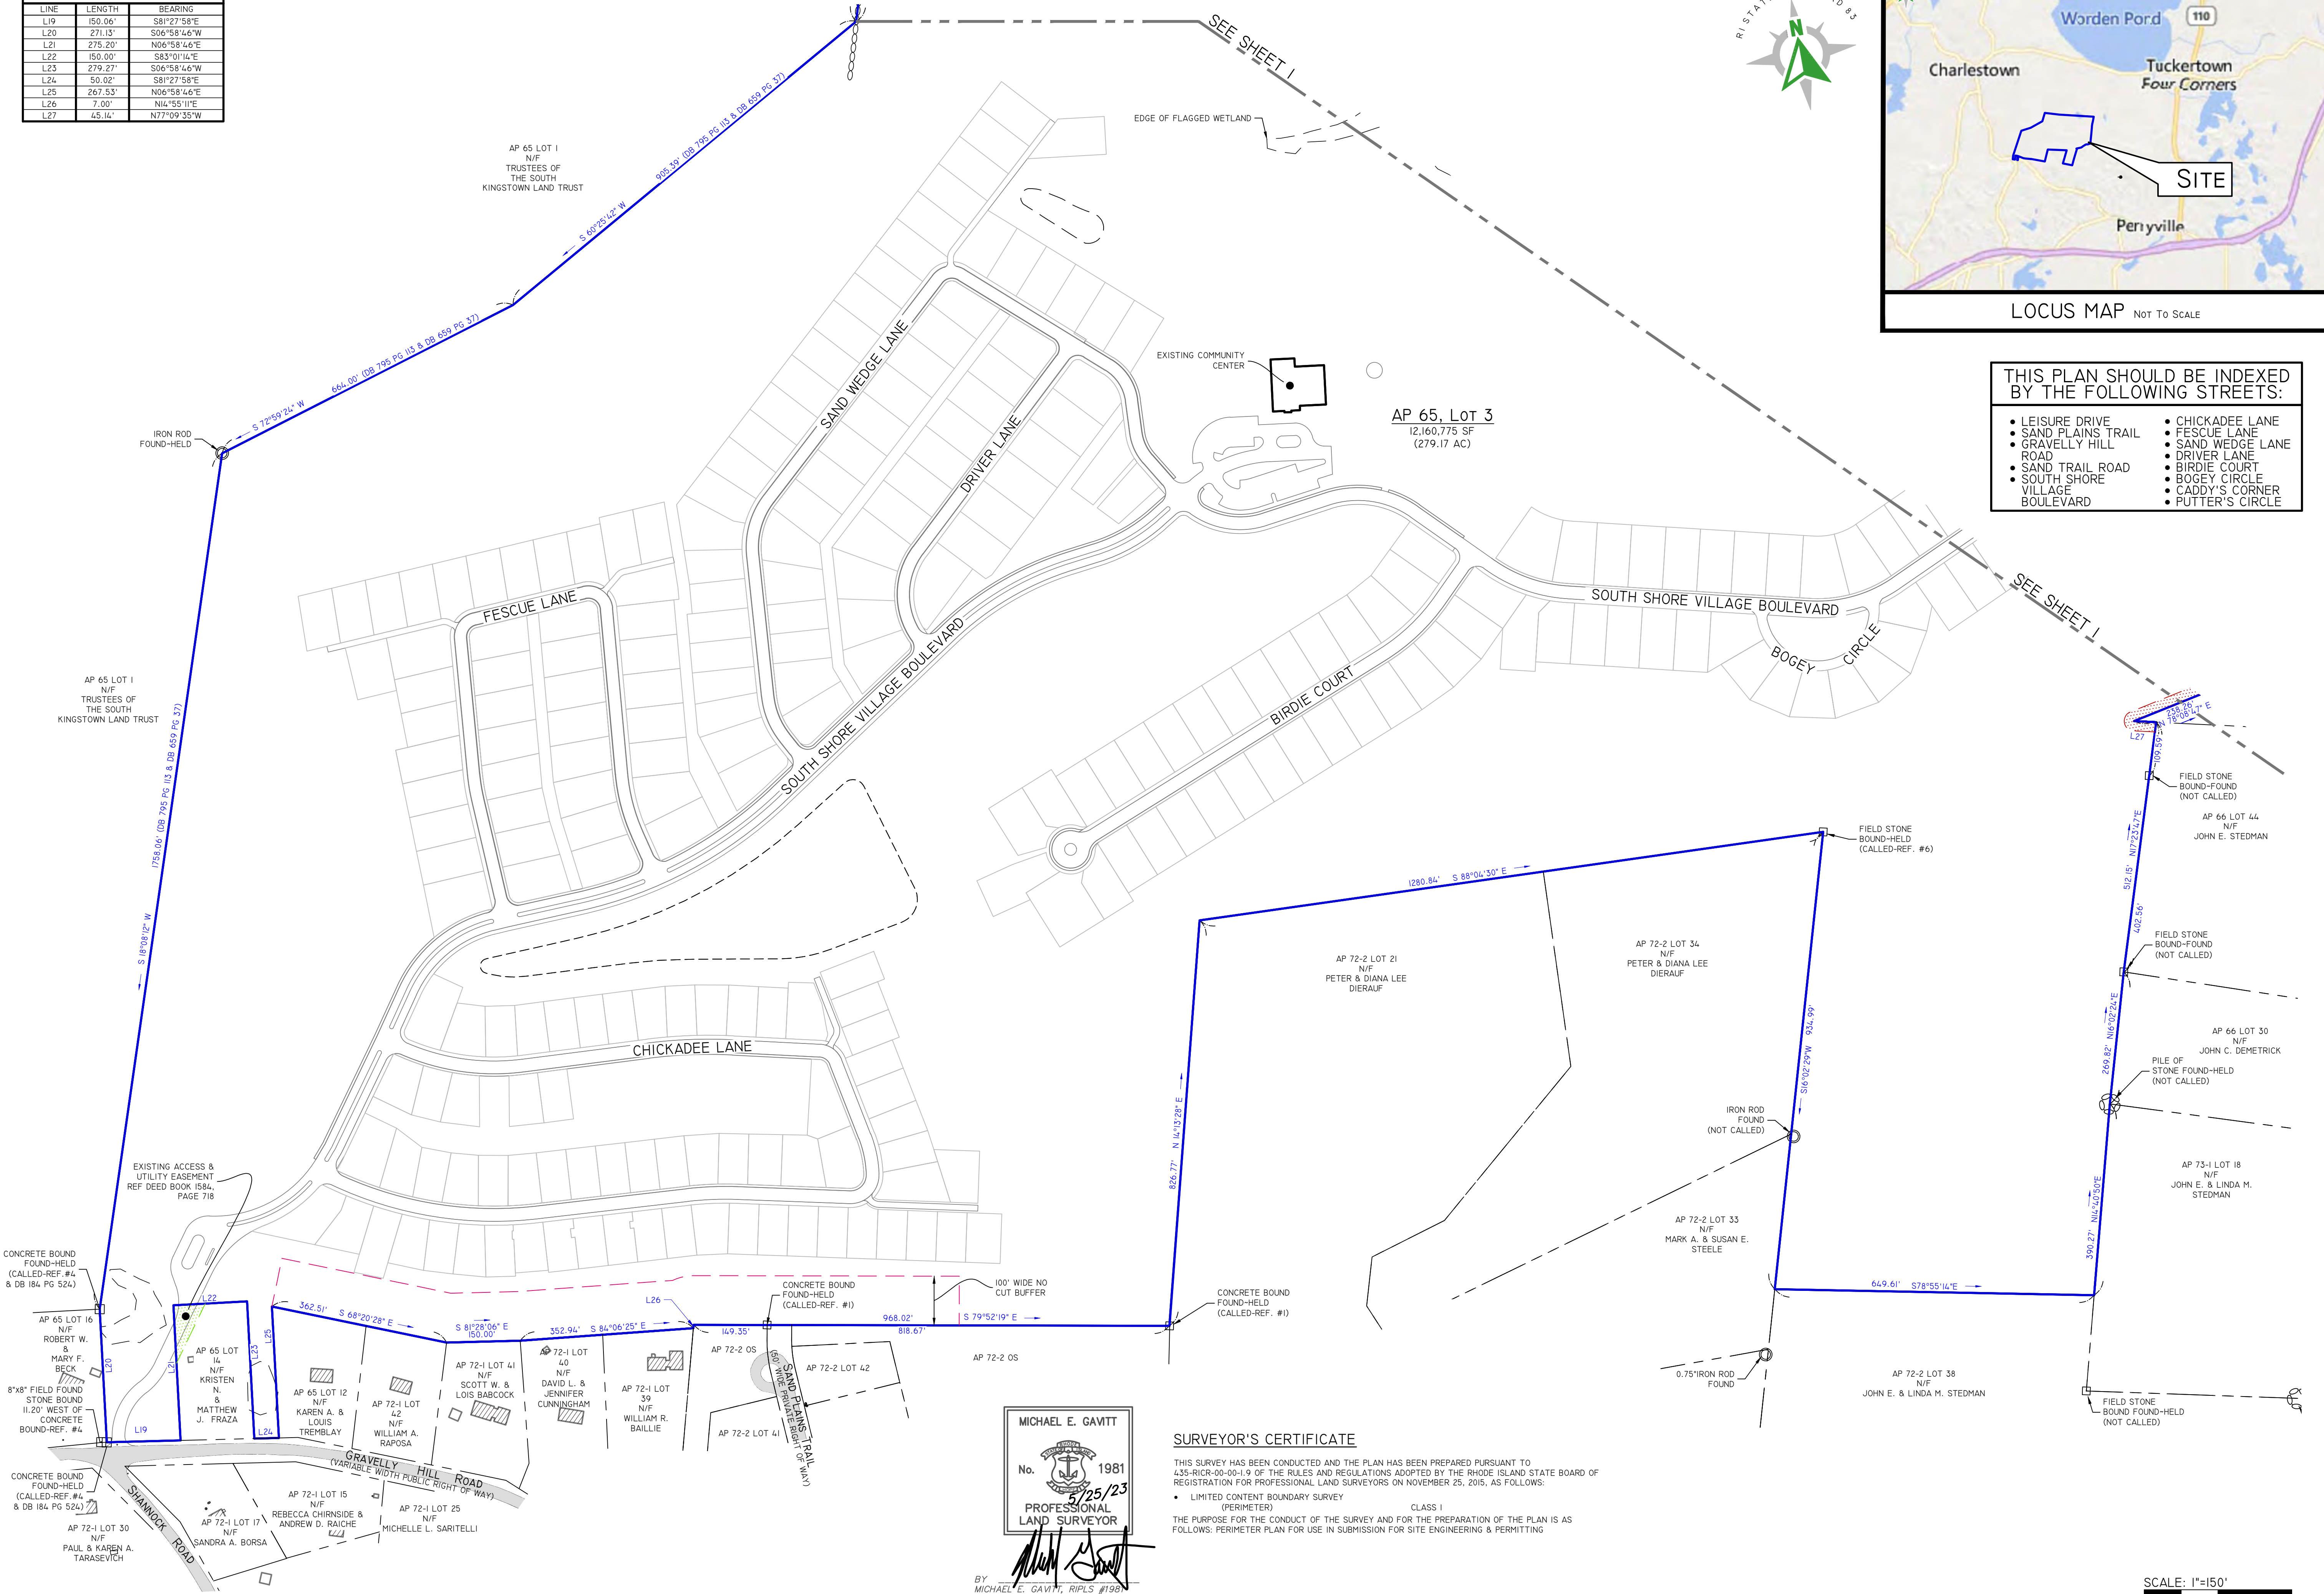 LINE LENGTH BEARING
L19 150.06' S81°27'58"E
L20 271.13' S06°58'46"W
L21 275.20' N06°58'46"E
L22 150.00' S83°01'14"E
L23 279.27' S06°58'46"W
L24 50.02' S81°27'58"E
L25 267.53' N06°58'46"E
L26 7.00' N14°55'11"E
L27 45.14' N77°09'35"W
SEE SHEET 1
N
Worden Pond
110
Charlestown
Tuckertown
Four Corners
SITE
Perryville
LOCUS MAP NOT TO SCALE
THIS PLAN SHOULD BE INDEXED
BY THE FOLLOWING STREETS:
• LEISURE DRIVE
• SAND PLAINS TRAIL
• GRAVELLY HILL
ROAD
• SAND TRAIL ROAD
• SOUTH SHORE
VILLAGE
BOULEVARD
• CHICKADEE LANE
• FESCUE LANE
• SAND WEDGE LANE
• DRIVER LANE
• BIRDIE COURT
• BOGEY CIRCLE
• CADDY'S CORNER
• PUTTER'S CIRCLE
EDGE OF FLAGGED WETLAND
AP 65 LOT 1
N/F
TRUSTEES OF
THE SOUTH
KINGSTOWN LAND TRUST
S 60°25'42" W
905.39' (DB 795 PG 113 & DB 659 PG 37)
S 72°59'24" W
664.00' (DB 795 PG 113 & DB 659 PG 37)
IRON ROD
FOUND-HELD
EXISTING COMMUNITY
CENTER
AP 65, LOT 3
12,160,775 SF
(279.17 AC)
SAND WEDGE LANE
DRIVER LANE
FESCUE LANE
SOUTH SHORE VILLAGE BOULEVARD
BIRDIE COURT
SOUTH SHORE VILLAGE BOULEVARD
BOGEY CIRCLE
SEE SHEET 1
AP 65 LOT 1
N/F
TRUSTEES OF
THE SOUTH
KINGSTOWN LAND TRUST
S 18°08'12" W
1758.06' (DB 795 PG 113 & DB 659 PG 37)
238.26'
N 78°08'47" E
L27
109.59'
FIELD STONE
BOUND-FOUND
(NOT CALLED)
AP 66 LOT 44
N/F
JOHN E. STEDMAN
512.15' N17°23'47"E
402.56'
FIELD STONE
BOUND-HELD
(CALLED-REF. #6)
1280.84' S 88°04'30" E
FIELD STONE
BOUND-FOUND
(NOT CALLED)
AP 72-2 LOT 21
N/F
PETER & DIANA LEE
DIERAUF
AP 72-2 LOT 34
N/F
PETER & DIANA LEE
DIERAUF
S16°02'29"W 934.99'
269.82' N16°02'24"E
AP 66 LOT 30
N/F
JOHN C. DEMETRICK
PILE OF
STONE FOUND-HELD
(NOT CALLED)
CHICKADEE LANE
826.77' N 14°13'28" E
IRON ROD
FOUND
(NOT CALLED)
AP 73-1 LOT 18
N/F
JOHN E. & LINDA M.
STEDMAN
390.27' N14°40'50"E
EXISTING ACCESS &
UTILITY EASEMENT
REF DEED BOOK 1584,
PAGE 718
AP 72-2 LOT 33
N/F
MARK A. & SUSAN E.
STEELE
649.61' S78°55'14"E
CONCRETE BOUND
FOUND-HELD
(CALLED-REF.#4
& DB 184 PG 524)
L22
362.51' S 68°20'28" E
S 81°28'06" E
150.00'
352.94' S 84°06'25" E
L26
CONCRETE BOUND
FOUND-HELD
(CALLED-REF. #1)
100' WIDE NO
CUT BUFFER
CONCRETE BOUND
FOUND-HELD
(CALLED-REF. #1)
968.02' S 79°52'19" E
149.35'
818.67'
AP 65 LOT 16
N/F
ROBERT W.
&
MARY F.
BECK
L20
L21
L23
L25
AP 65 LOT
14
N/F
KRISTEN
N.
&
MATTHEW
J. FRAZA
AP 65 LOT 12
N/F
KAREN A. &
LOUIS
TREMBLAY
AP 72-1 LOT
42
N/F
WILLIAM A.
RAPOSA
AP 72-1 LOT 41
N/F
SCOTT W. &
LOIS BABCOCK
AP 72-1 LOT
40
N/F
DAVID L. &
JENNIFER
CUNNINGHAM
AP 72-1 LOT
39
N/F
WILLIAM R.
BAILLIE
AP 72-2 OS
AP 72-2 LOT 42
AP 72-2 OS
SAND PLAINS TRAIL
(50' WIDE PRIVATE RIGHT OF WAY)
AP 72-2 LOT 41
8"x8" FIELD FOUND
STONE BOUND
11.20' WEST OF
CONCRETE
BOUND-REF. #4
L19
L24
0.75"IRON ROD
FOUND
AP 72-2 LOT 38
N/F
JOHN E. & LINDA M. STEDMAN
FIELD STONE
BOUND FOUND-HELD
(NOT CALLED)
GRAVELLY HILL ROAD
(VARIABLE WIDTH PUBLIC RIGHT OF WAY)
CONCRETE BOUND
FOUND-HELD
(CALLED-REF.#4
& DB 184 PG 524)
SHANNOCK ROAD
AP 72-1 LOT 30
N/F
PAUL & KAREN A.
TARASEVICH
AP 72-1 LOT 17
N/F
SANDRA A. BORSA
AP 72-1 LOT 15
N/F
REBECCA CHIRNSIDE &
ANDREW D. RAICHE
AP 72-1 LOT 25
N/F
MICHELLE L. SARITELLI
MICHAEL E. GAVITT
No. 1981
5/25/23
PROFESSIONAL
LAND SURVEYOR
BY
MICHAEL E. GAVITT, RIPLS #1981
SURVEYOR'S CERTIFICATE
THIS SURVEY HAS BEEN CONDUCTED AND THE PLAN HAS BEEN PREPARED PURSUANT TO
435-RICR-00-00-1.9 OF THE RULES AND REGULATIONS ADOPTED BY THE RHODE ISLAND STATE BOARD OF
REGISTRATION FOR PROFESSIONAL LAND SURVEYORS ON NOVEMBER 25, 2015, AS FOLLOWS:
• LIMITED CONTENT BOUNDARY SURVEY
(PERIMETER) CLASS I
THE PURPOSE FOR THE CONDUCT OF THE SURVEY AND FOR THE PREPARATION OF THE PLAN IS AS
FOLLOWS: PERIMETER PLAN FOR USE IN SUBMISSION FOR SITE ENGINEERING & PERMITTING
SCALE: 1"=150'